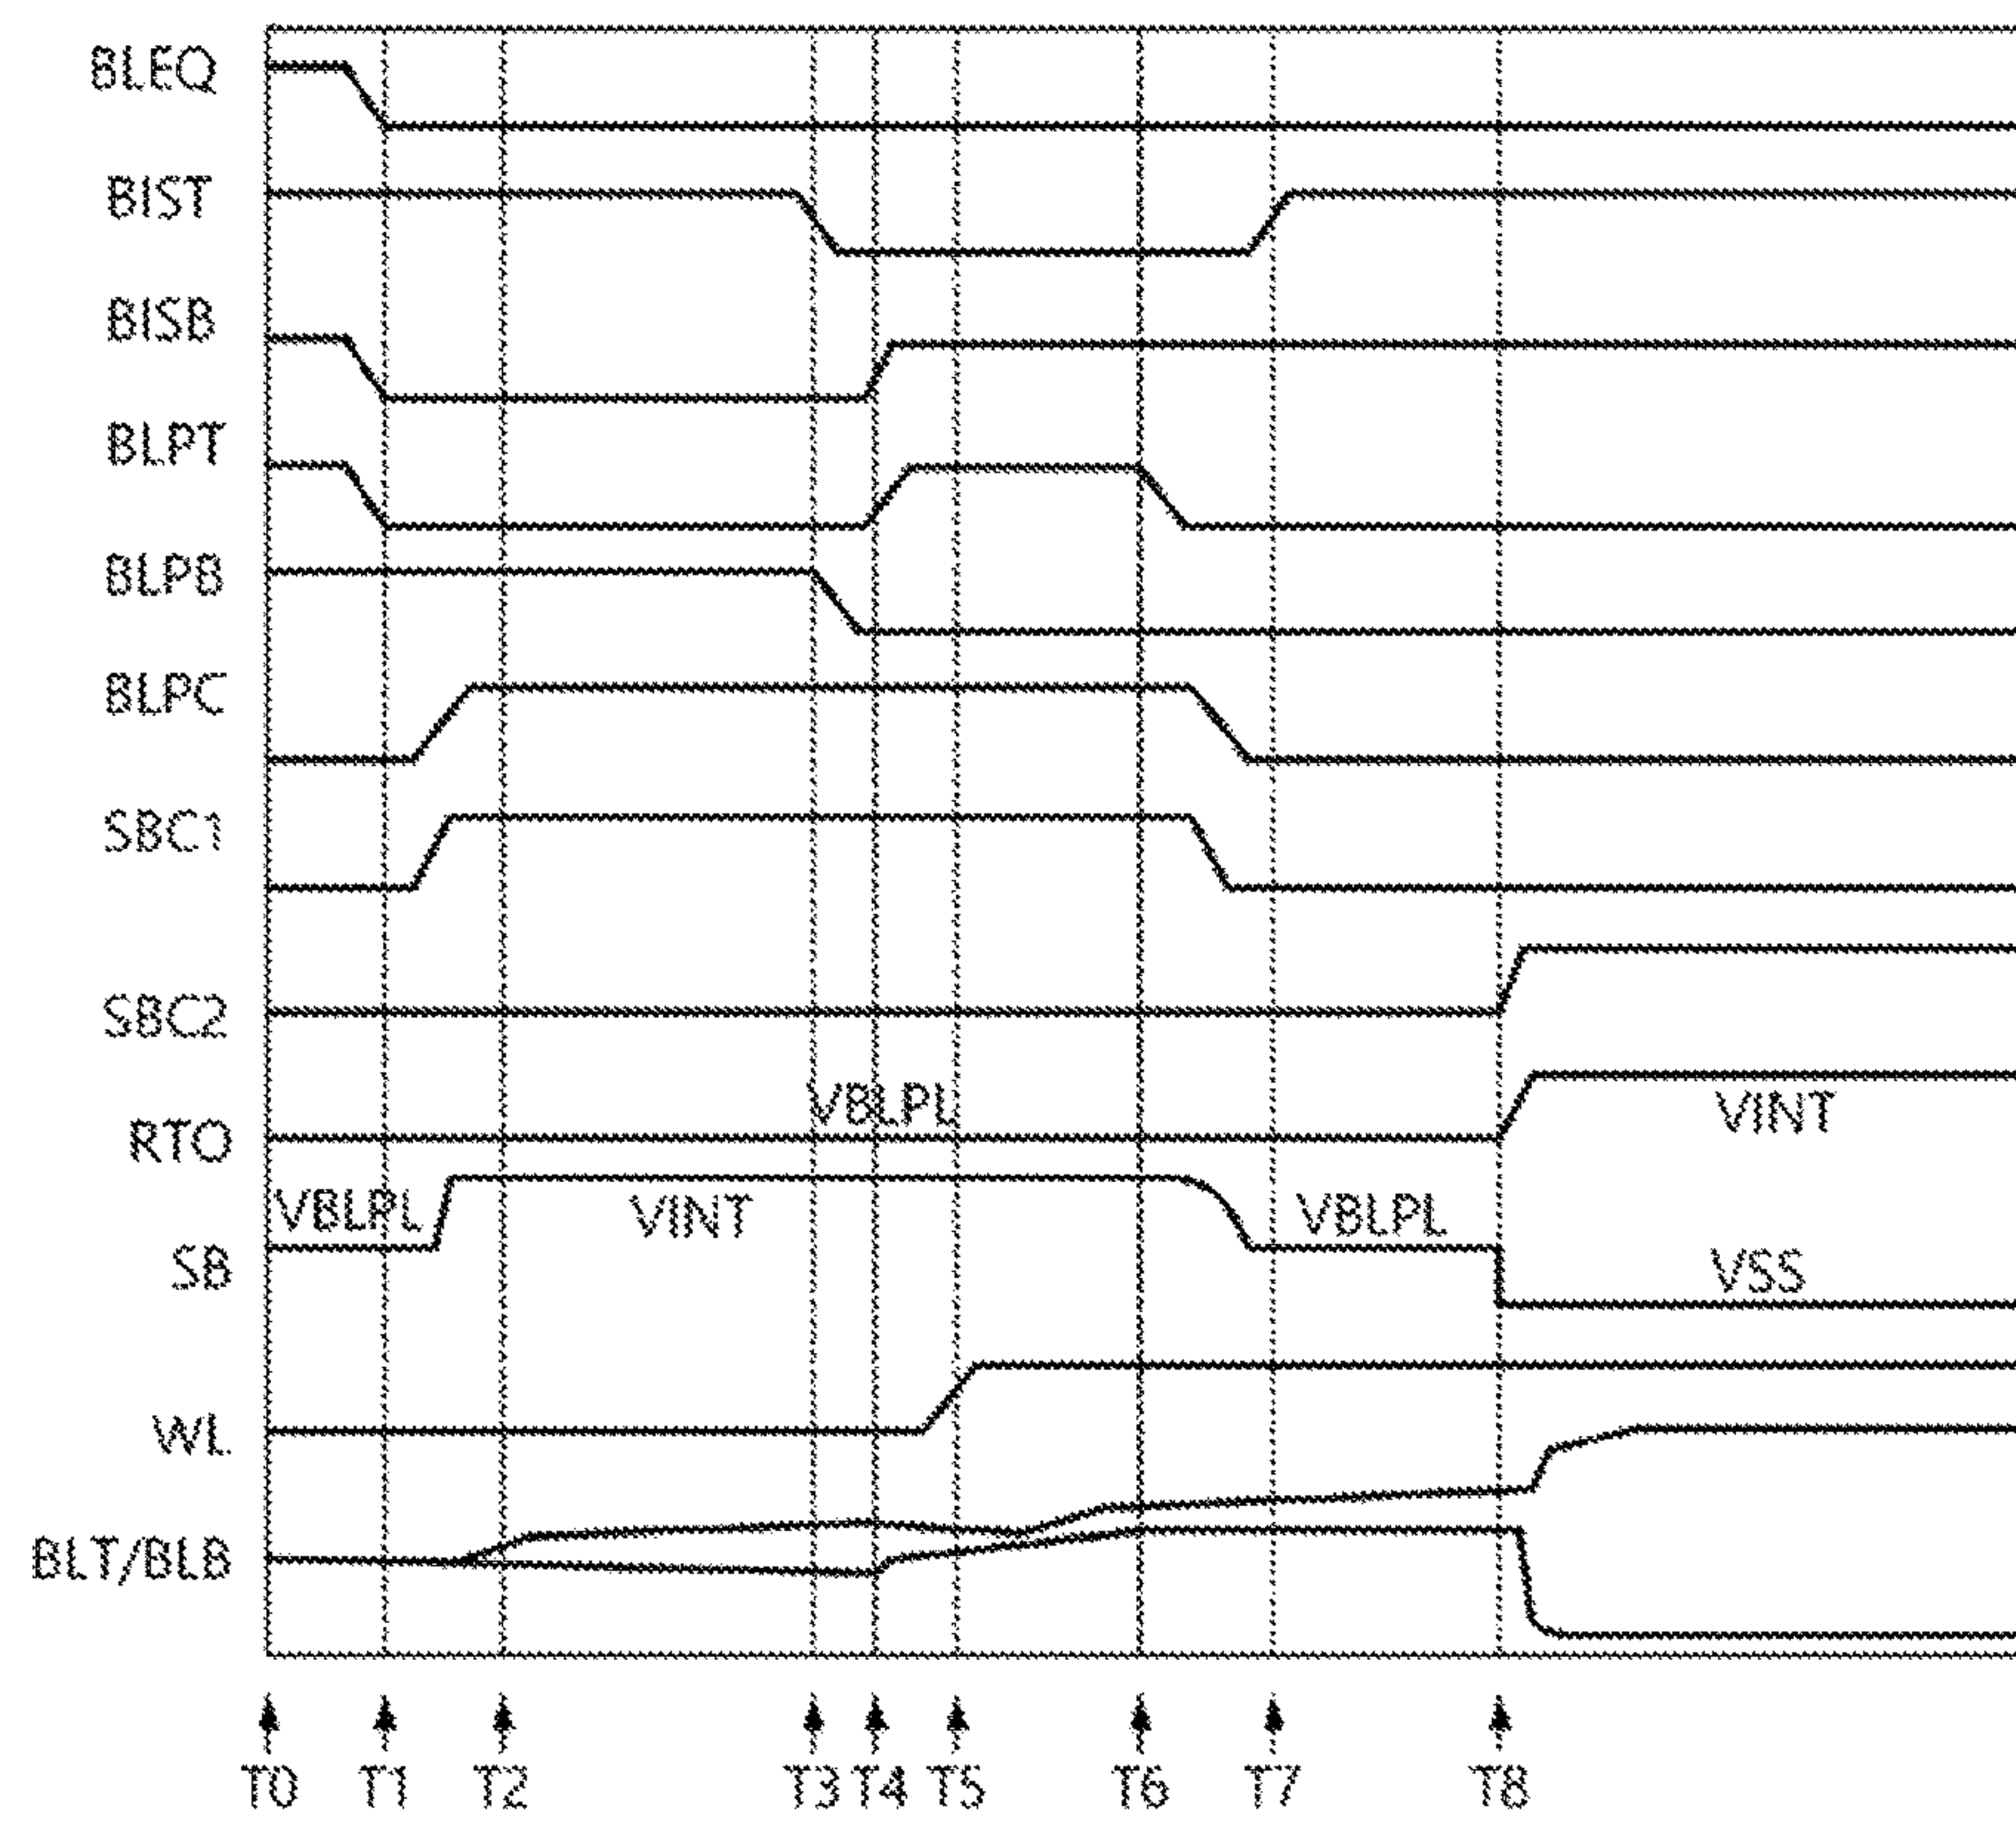 BLEQ
BIST
BISB
BLPT
BLPB
BLPC
SBC1
SBC2
VBLPL
RTO
VINT
VBLPL
VINT
VBLPL
SB
VSS
WL
BLT/BLB
T0 T1 T2 T3 T4 T5 T6 T7 T8